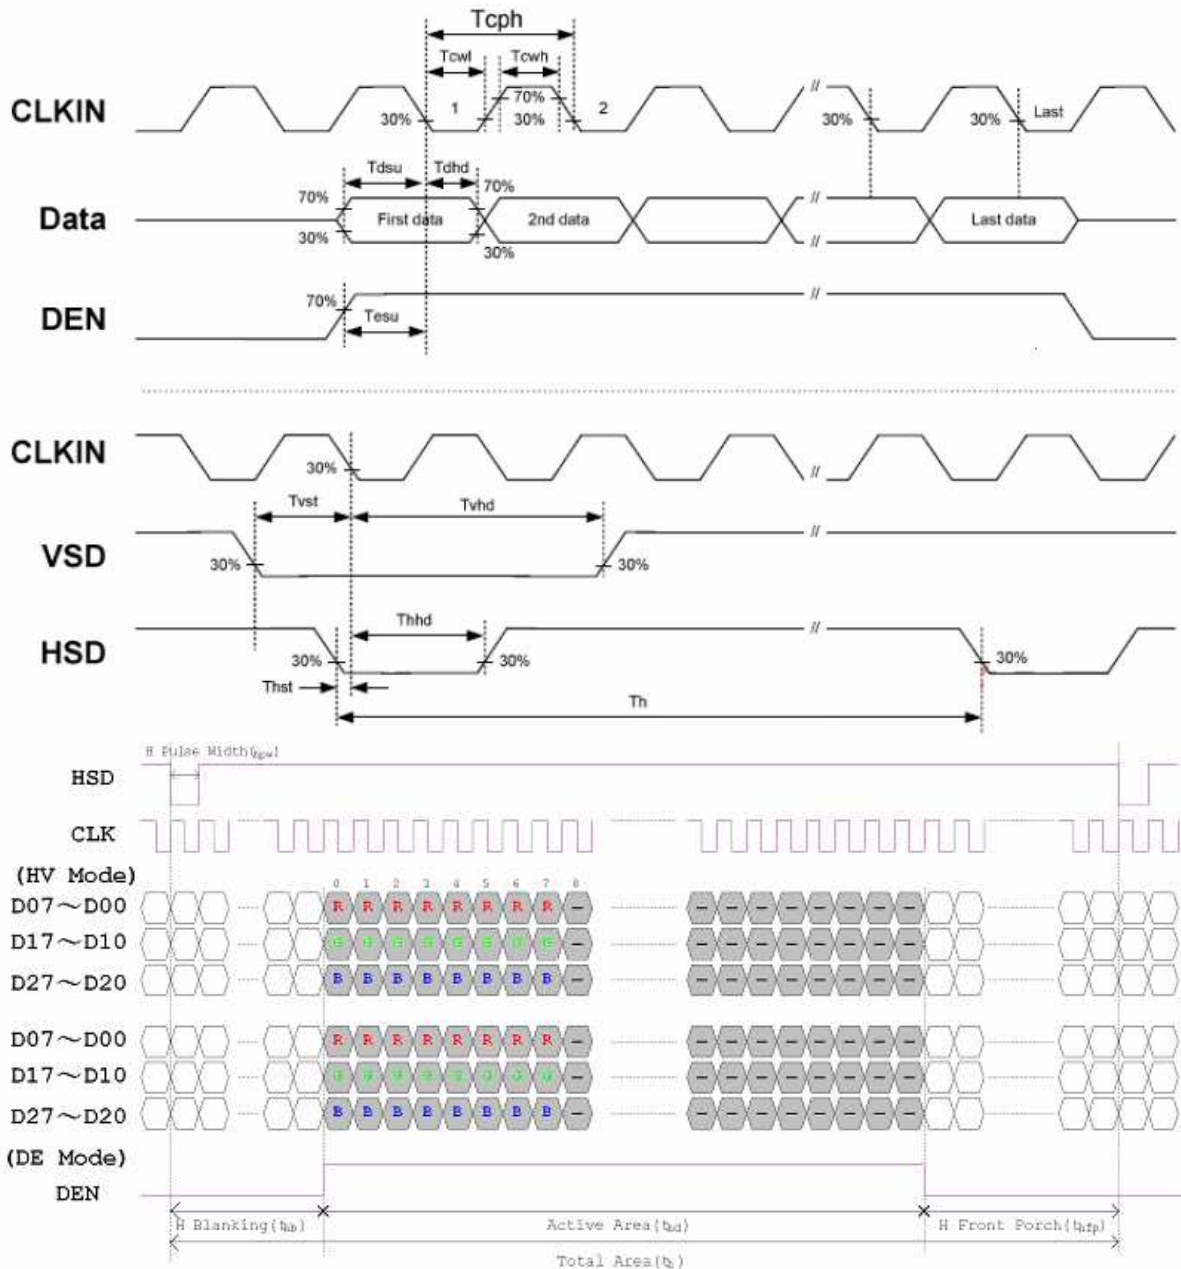 Tcph
Tcwl Tcwh
CLKIN 30% 1 70% 30% 2 // 30% 30% Last
Tdsu Tdhd
70% 70%
Data First data 2nd data // // Last data
30% 30%
70%
DEN Tesu //
CLKIN 30% //
Tvst Tvhd
VSD 30% 30% //
Thhd
HSD 30% 30% // 30%
Thst
Th
H Pulse Width(thpw)
HSD
CLK
(HV Mode) 0 1 2 3 4 5 6 7 8
D07~D00 R R R R R R R R – – – – – – – – –
D17~D10 G G G G G G G G – – – – – – – – –
D27~D20 B B B B B B B B – – – – – – – – –
D07~D00 R R R R R R R R – – – – – – – – –
D17~D10 G G G G G G G G – – – – – – – – –
D27~D20 B B B B B B B B – – – – – – – – –
(DE Mode)
DEN
H Blanking(thb) Active Area(thd) H Front Porch(thfp)
Total Area(th)